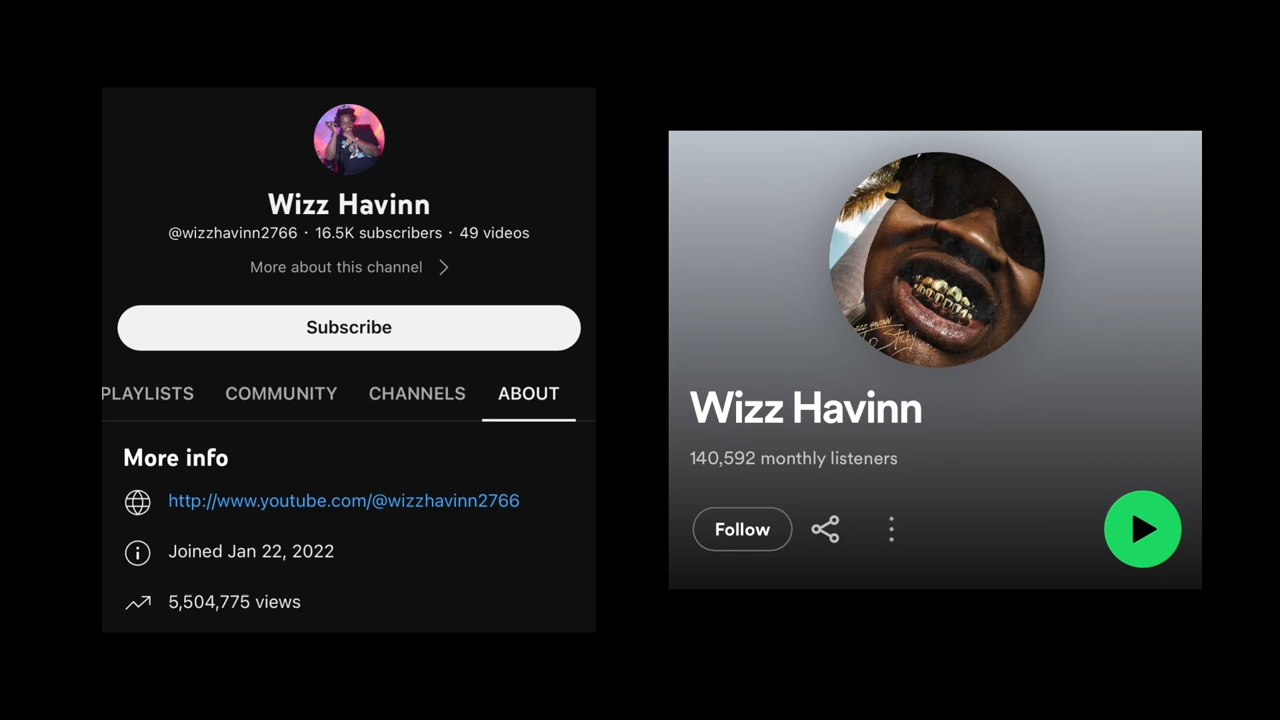 Wizz Havinn
@wizzhavinn2766 · 16.5K subscribers · 49 videos
More about this channel
Subscribe
PLAYLISTS COMMUNITY CHANNELS ABOUT
More info
http://www.youtube.com/@wizzhavinn2766
Joined Jan 22, 2022
5,504,775 views
Wizz Havinn
140,592 monthly listeners
Follow